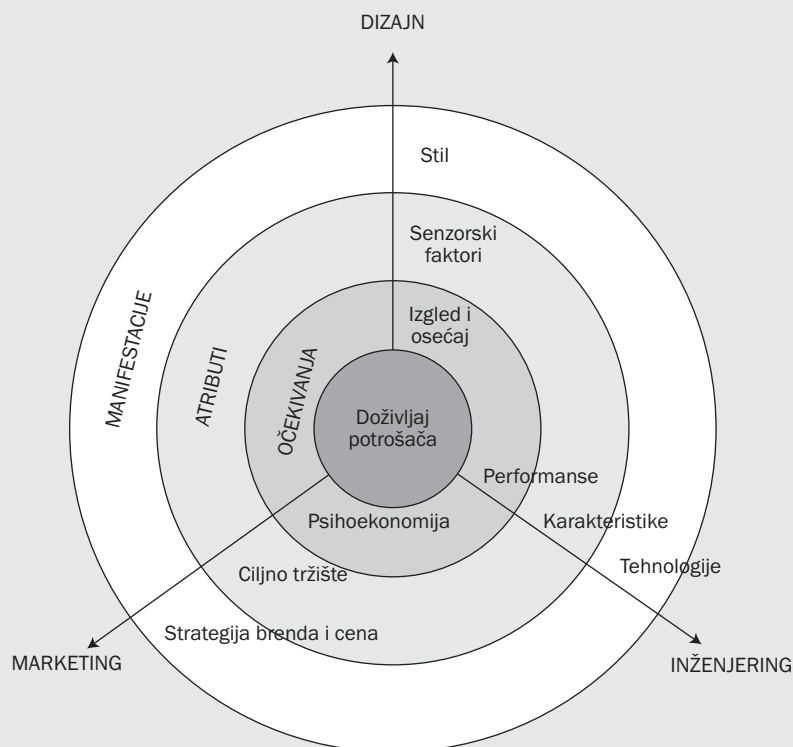 DIZAJN
Stil
Senzorski
faktori
Izgled i
osećaj
MANIFESTACIJE
ATRIBUTI
OČEKIVANJA
Doživljaj
potrošača
Performanse
Psihoekonomija
Karakteristike
Tehnologije
Ciljno tržište
Strategija brenda i cena
MARKETING
INŽENJERING